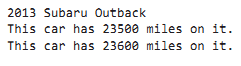 2013 Subaru Outback
This car has 23500 miles on it.
This car has 23600 miles on it.